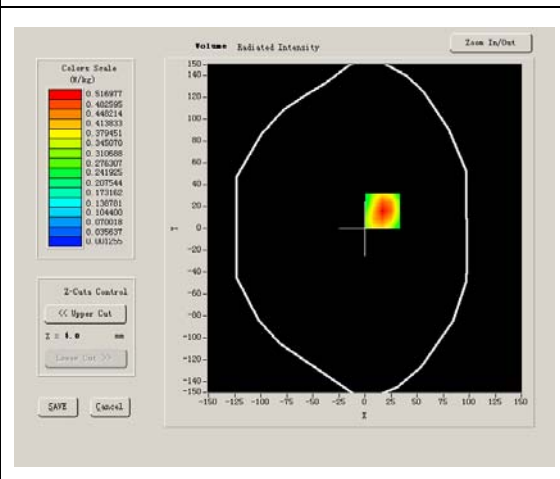 Volume Radiated Intensity
Zoom In/Out
Colors Scale
(W/kg)
0.516977
0.482595
0.448214
0.413833
0.379451
0.345070
0.310688
0.276307
0.241925
0.207544
0.173162
0.138781
0.104400
0.070018
0.035637
0.001255
Z-Cuts Control
<< Upper Cut
Z = 4.0 mm
Lower Cut >>
SAVE
Cancel
150
140
120
100
80
60
40
20
0
-20
-40
-60
-80
-100
-120
-140
-150
Y
-150 -125 -100 -75 -50 -25 0 25 50 75 100 125 150
X